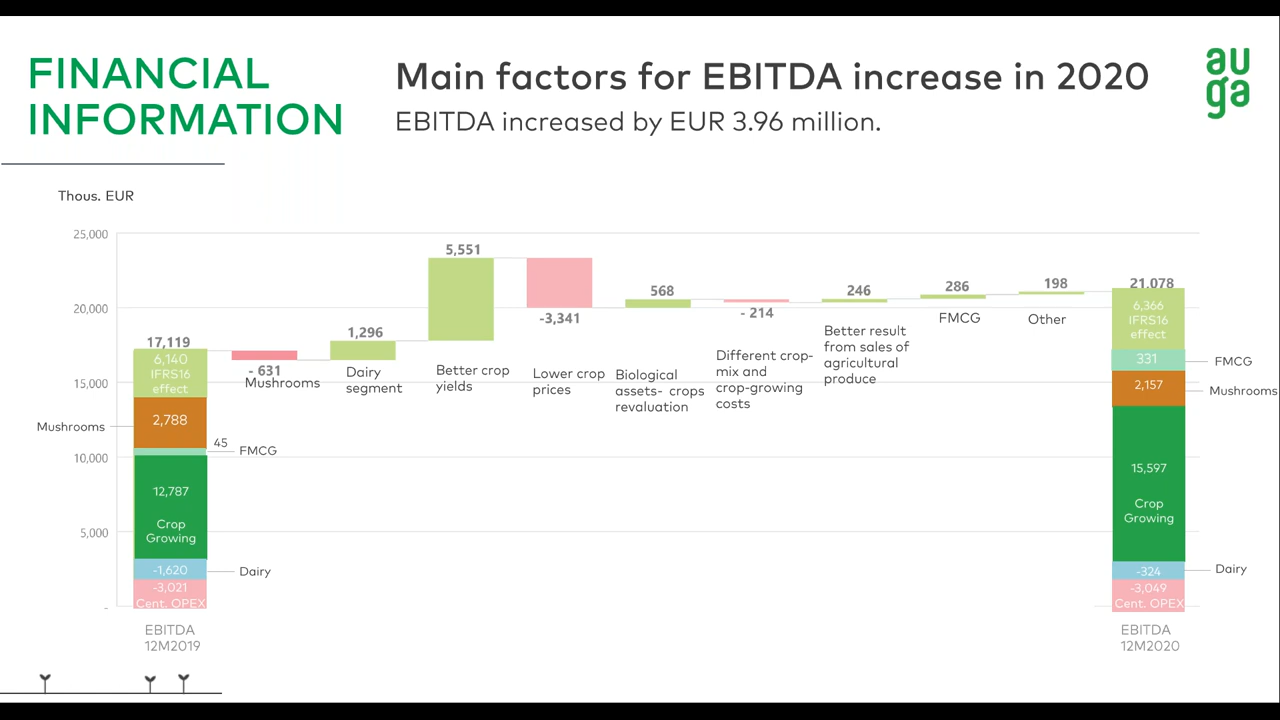 FINANCIAL
INFORMATION
Main factors for EBITDA increase in 2020
EBITDA increased by EUR 3.96 million.
auga
Thous. EUR
25,000
20,000
15,000
10,000
5,000
-
17,119
6,140
IFRS16
effect
Mushrooms
2,788
45
FMCG
12,787
Crop
Growing
-1,620
Dairy
-3,021
Cent. OPEX
EBITDA
12M2019
- 631
Mushrooms
1,296
Dairy
segment
5,551
Better crop
yields
-3,341
Lower crop
prices
568
Biological
assets- crops
revaluation
- 214
Different crop-
mix and
crop-growing
costs
246
Better result
from sales of
agricultural
produce
286
FMCG
198
Other
21,078
6,366
IFRS16
effect
331
FMCG
2,157
Mushrooms
15,597
Crop
Growing
-324
Dairy
-3,049
Cent. OPEX
EBITDA
12M2020